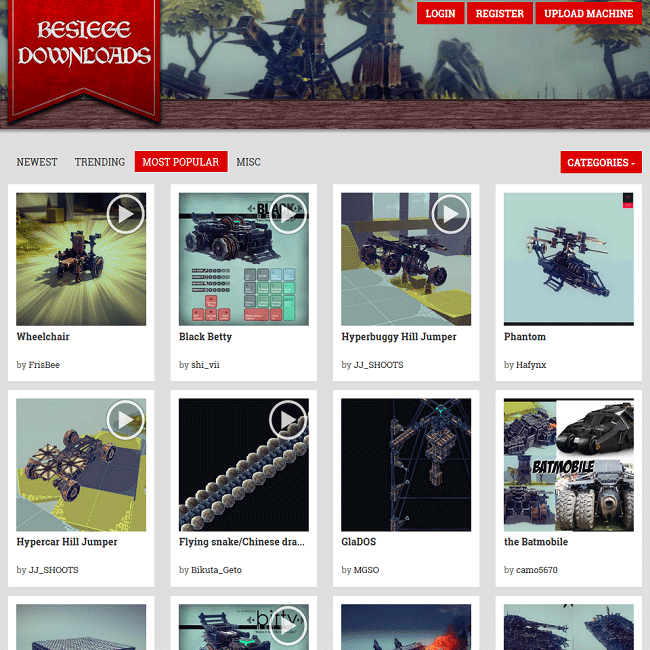 BESIEGE
DOWNLOADS
LOGIN
REGISTER
UPLOAD MACHINE
NEWEST
TRENDING
MOST POPULAR
MISC
CATEGORIES
BLACK
Wheelchair
Black Betty
Hyperbuggy Hill Jumper
Phantom
by FrisBee
by shi_vii
by JJ_SHOOTS
by Hafynx
BATMOBILE
Hypercar Hill Jumper
Flying snake/Chinese dra...
GlaDOS
the Batmobile
by JJ_SHOOTS
by Bikuta_Geto
by MGSO
by camo5670
bitty